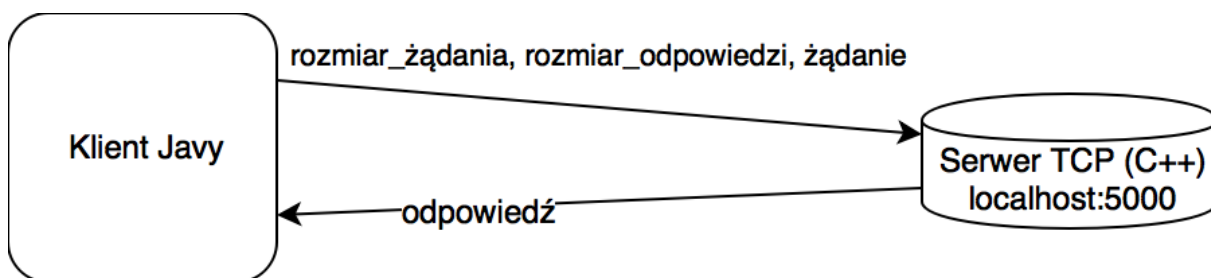 rozmiar_żądania, rozmiar_odpowiedzi, żądanie
Klient Javy
Serwer TCP (C++)
localhost:5000
odpowiedź